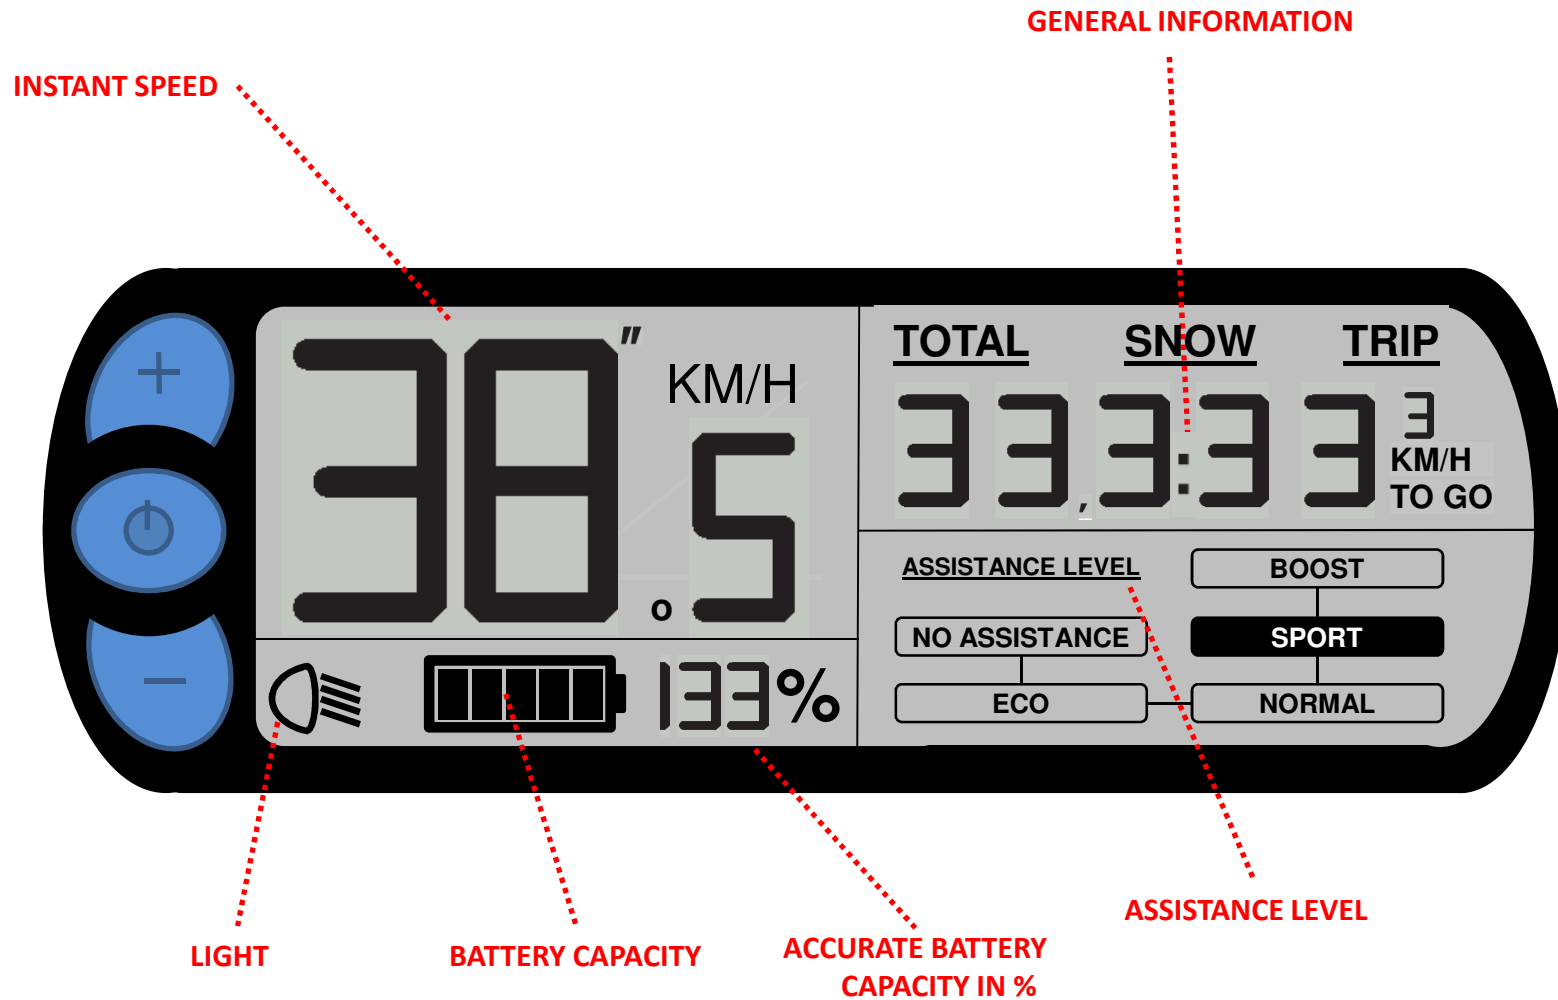 GENERAL INFORMATION
INSTANT SPEED
38" KM/H
.5
TOTAL SNOW TRIP
33,3:33 3
KM/H
TO GO
ASSISTANCE LEVEL
BOOST
NO ASSISTANCE
SPORT
ECO
NORMAL
133%
LIGHT
BATTERY CAPACITY
ACCURATE BATTERY
CAPACITY IN %
ASSISTANCE LEVEL